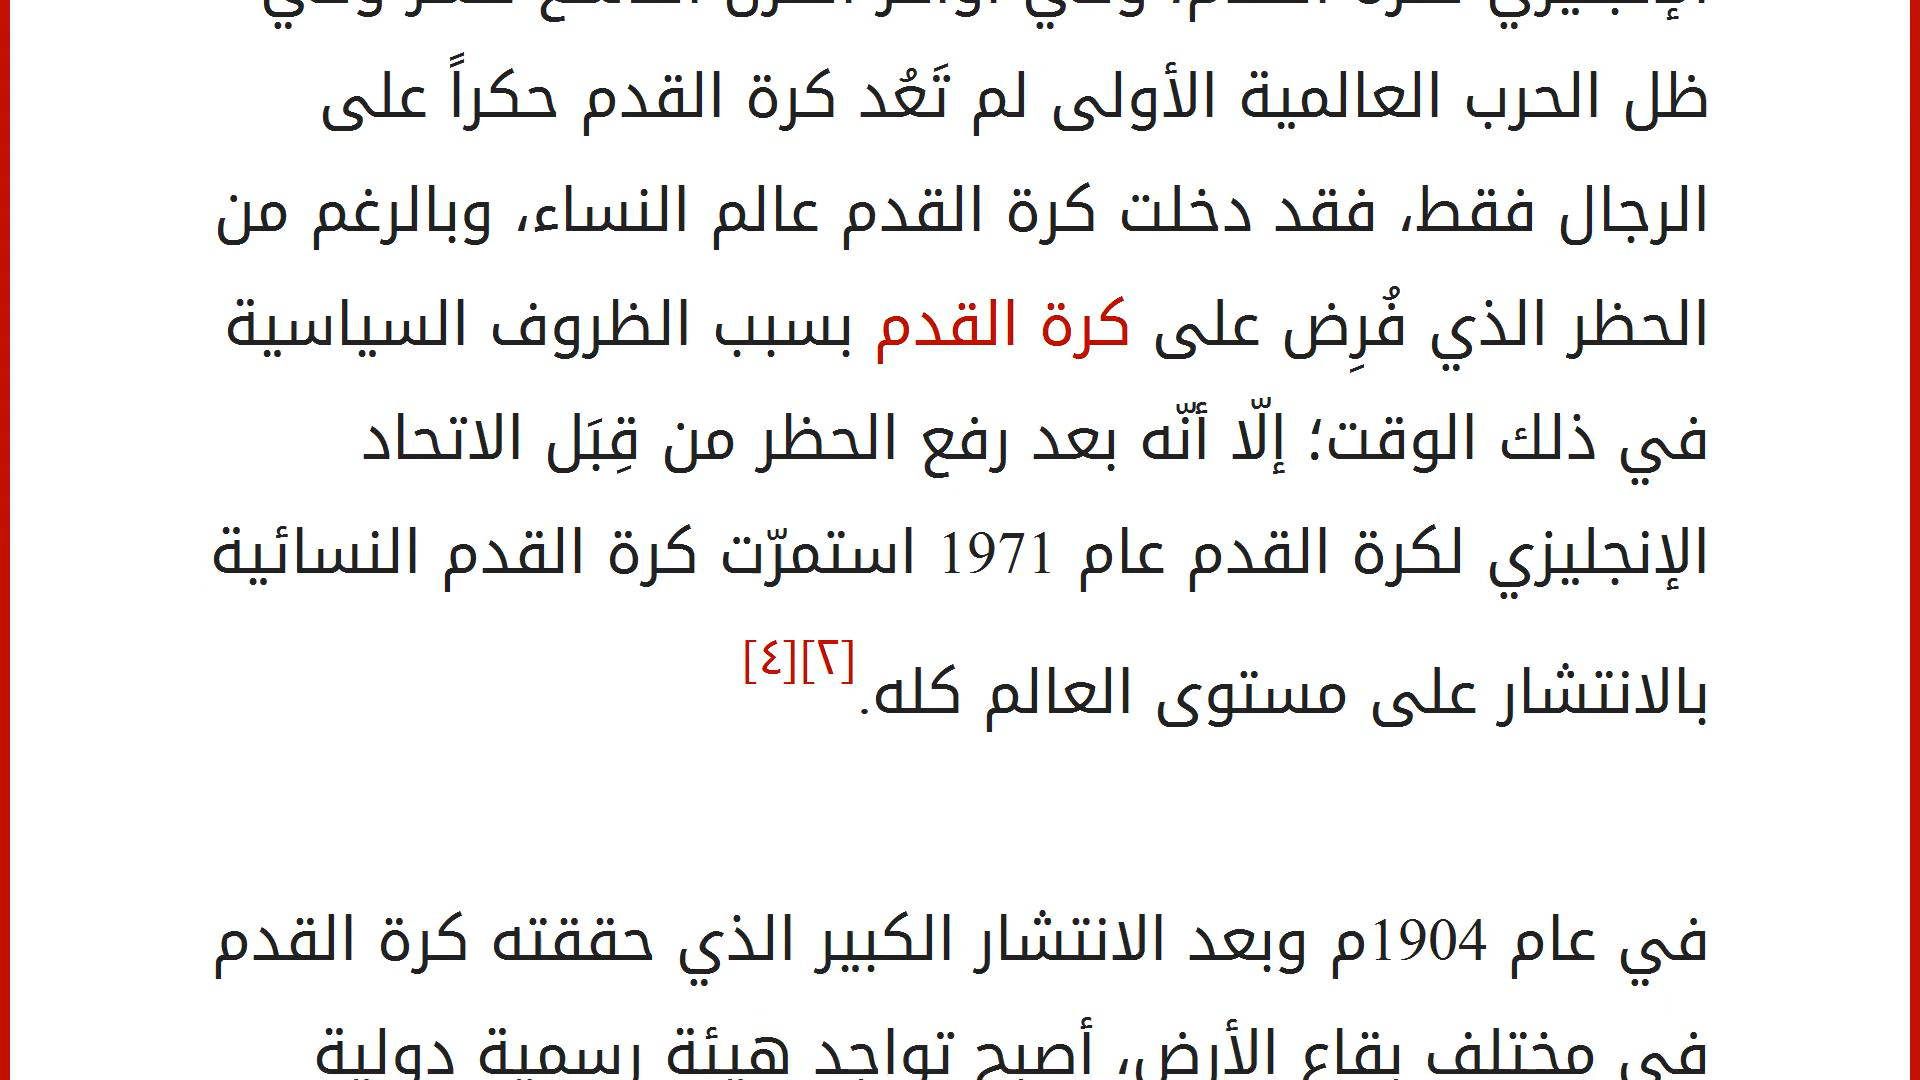 ظل الحرب العالمية الأولى لم تَعُد كرة القدم حكراً على
الرجال فقط، فقد دخلت كرة القدم عالم النساء، وبالرغم من
الحظر الذي فُرِض على كرة القدم بسبب الظروف السياسية
في ذلك الوقت؛ إلّا أنّه بعد رفع الحظر من قِبَل الاتحاد
الإنجليزي لكرة القدم عام 1971 استمرّت كرة القدم النسائية
بالانتشار على مستوى العالم كله.[٢][٤]
في عام 1904م وبعد الانتشار الكبير الذي حققته كرة القدم
في مختلف بقاع الأرض، أصبح تواجد هيئة رسمية دولية